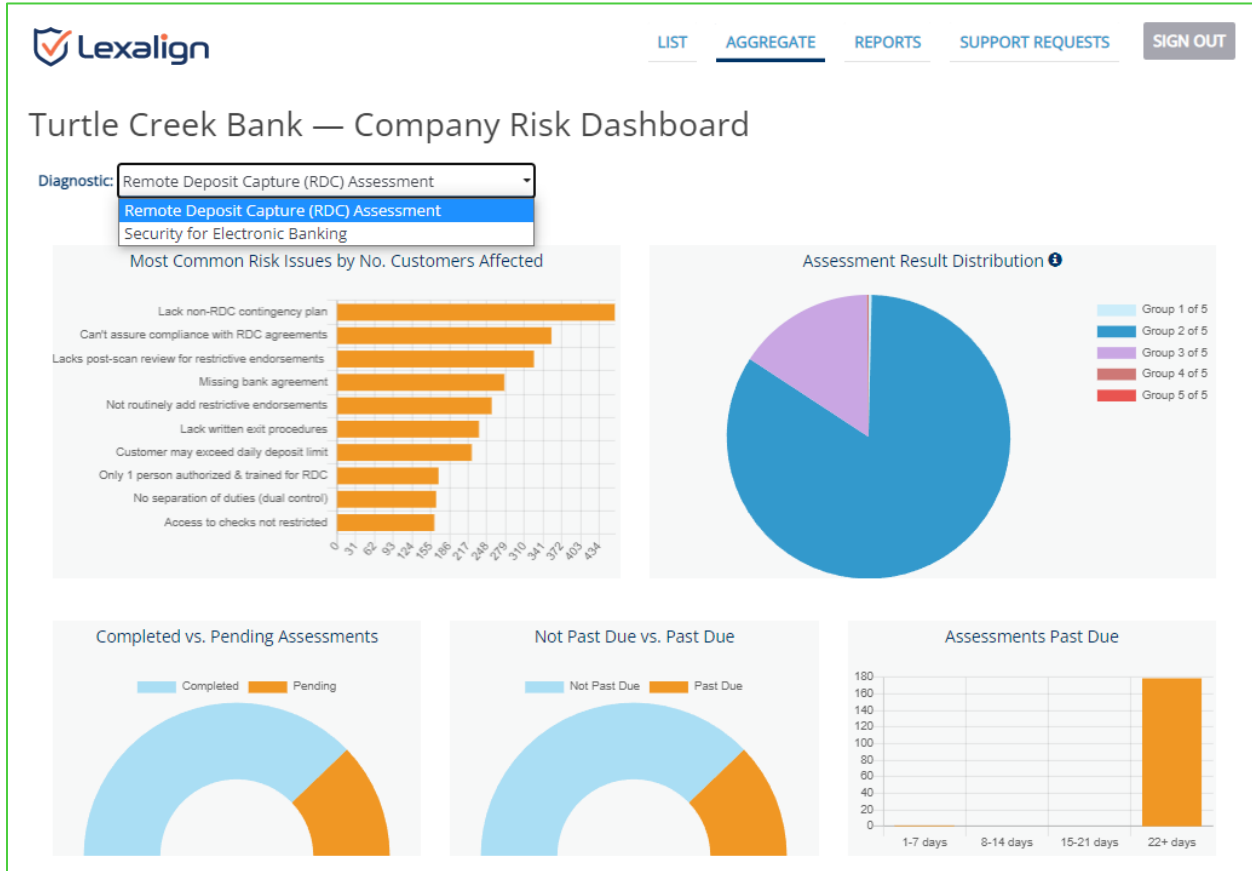 Lexalign
LIST AGGREGATE REPORTS SUPPORT REQUESTS SIGN OUT
Turtle Creek Bank — Company Risk Dashboard
Diagnostic: Remote Deposit Capture (RDC) Assessment
Remote Deposit Capture (RDC) Assessment
Security for Electronic Banking
Most Common Risk Issues by No. Customers Affected
Lack non-RDC contingency plan
Can't assure compliance with RDC agreements
Lacks post-scan review for restrictive endorsements
Missing bank agreement
Not routinely add restrictive endorsements
Lack written exit procedures
Customer may exceed daily deposit limit
Only 1 person authorized & trained for RDC
No separation of duties (dual control)
Access to checks not restricted
0 31 62 93 124 155 186 217 248 279 310 341 372 403 434
Assessment Result Distribution
Group 1 of 5
Group 2 of 5
Group 3 of 5
Group 4 of 5
Group 5 of 5
Completed vs. Pending Assessments
Completed Pending
Not Past Due vs. Past Due
Not Past Due Past Due
Assessments Past Due
180
160
140
120
100
80
60
40
20
0
1-7 days 8-14 days 15-21 days 22+ days